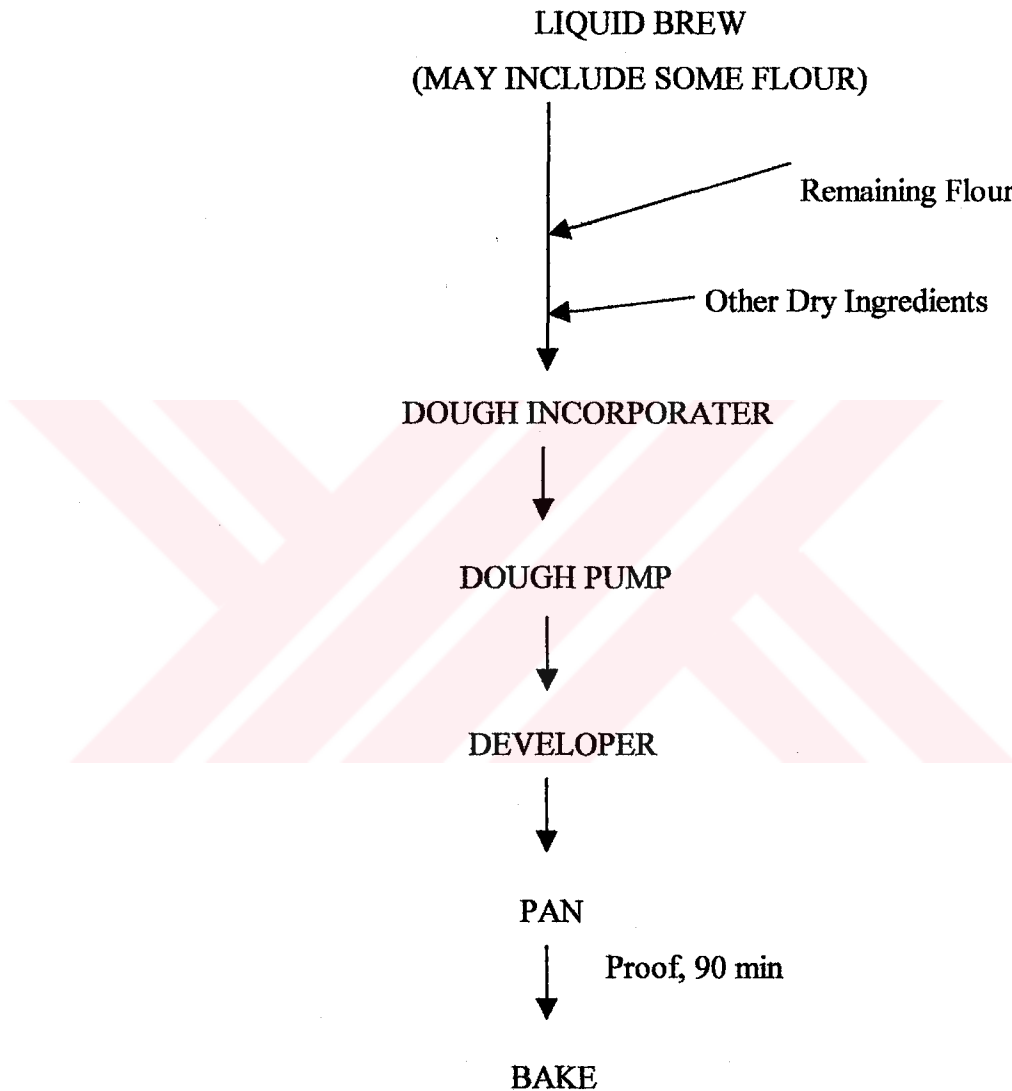 LIQUID BREW
(MAY INCLUDE SOME FLOUR)
Remaining Flour
Other Dry Ingredients
DOUGH INCORPORATER
DOUGH PUMP
DEVELOPER
PAN
Proof, 90 min
BAKE